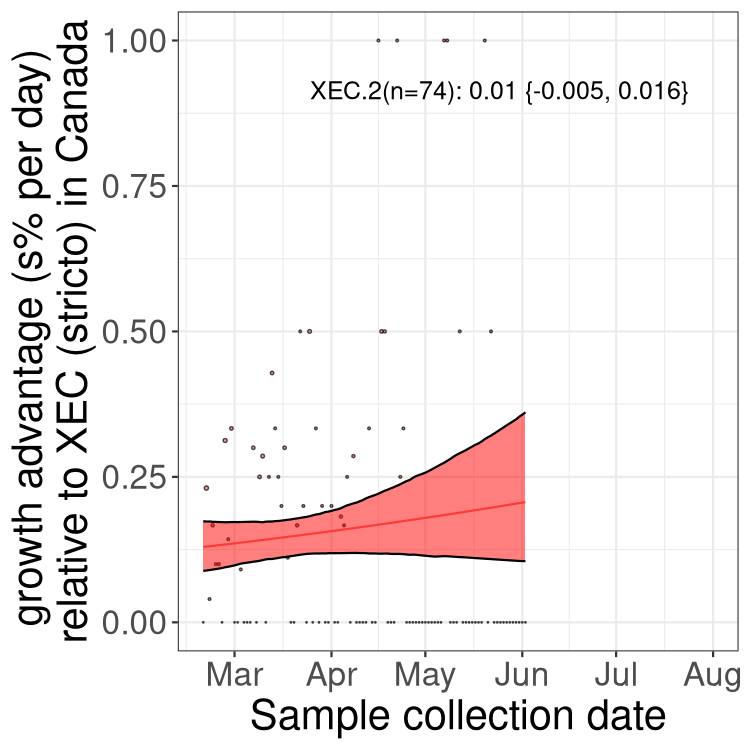 growth advantage (s% per day)
relative to XEC (stricto) in Canada
1.00
0.75
0.50
0.25
0.00
XEC.2(n=74): 0.01 {-0.005, 0.016}
Mar Apr May Jun Jul Aug
Sample collection date